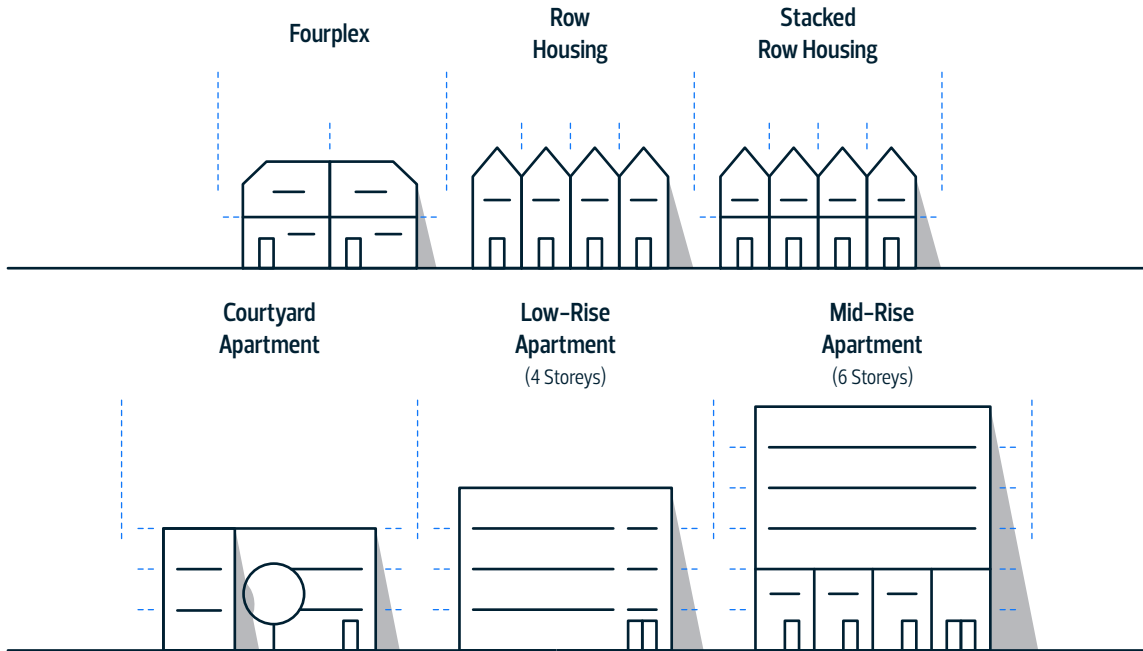 Fourplex
Row
Housing
Stacked
Row Housing
Courtyard
Apartment
Low-Rise
Apartment
(4 Storeys)
Mid-Rise
Apartment
(6 Storeys)